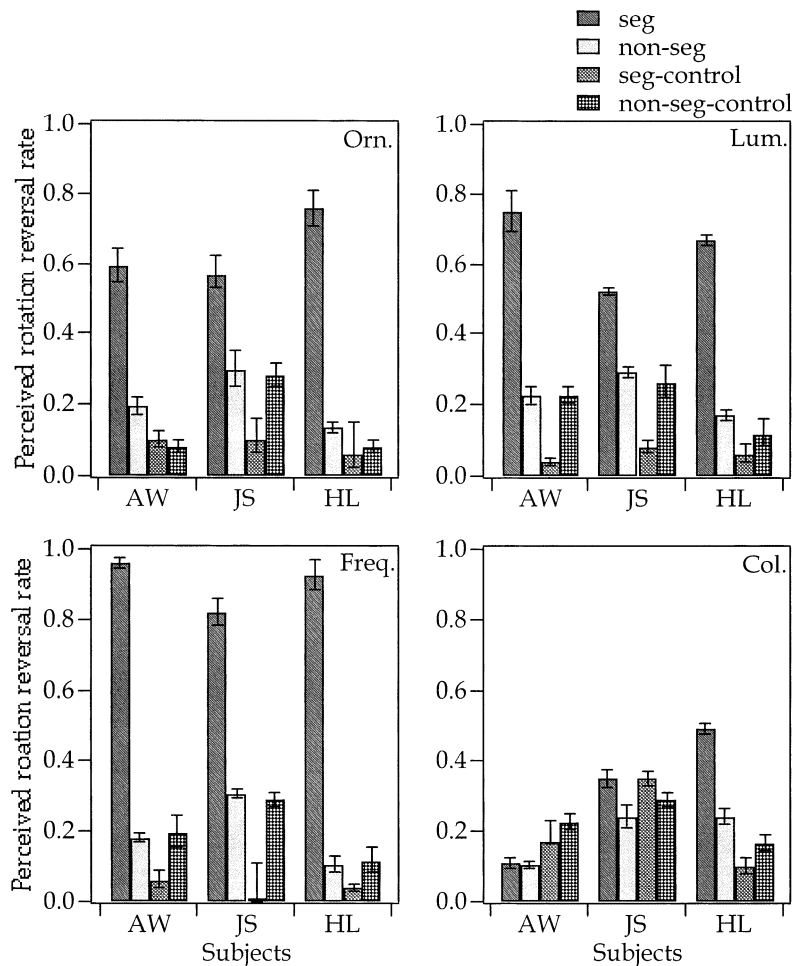 seg
non-seg
seg-control
non-seg-control
Perceived rotation reversal rate
1.0
0.8
0.6
0.4
0.2
0.0
Orn.
AW JS HL
1.0
0.8
0.6
0.4
0.2
0.0
Lum.
AW JS HL
Perceived roation reversal rate
1.0
0.8
0.6
0.4
0.2
0.0
Freq.
AW JS HL
Subjects
1.0
0.8
0.6
0.4
0.2
0.0
Col.
AW JS HL
Subjects